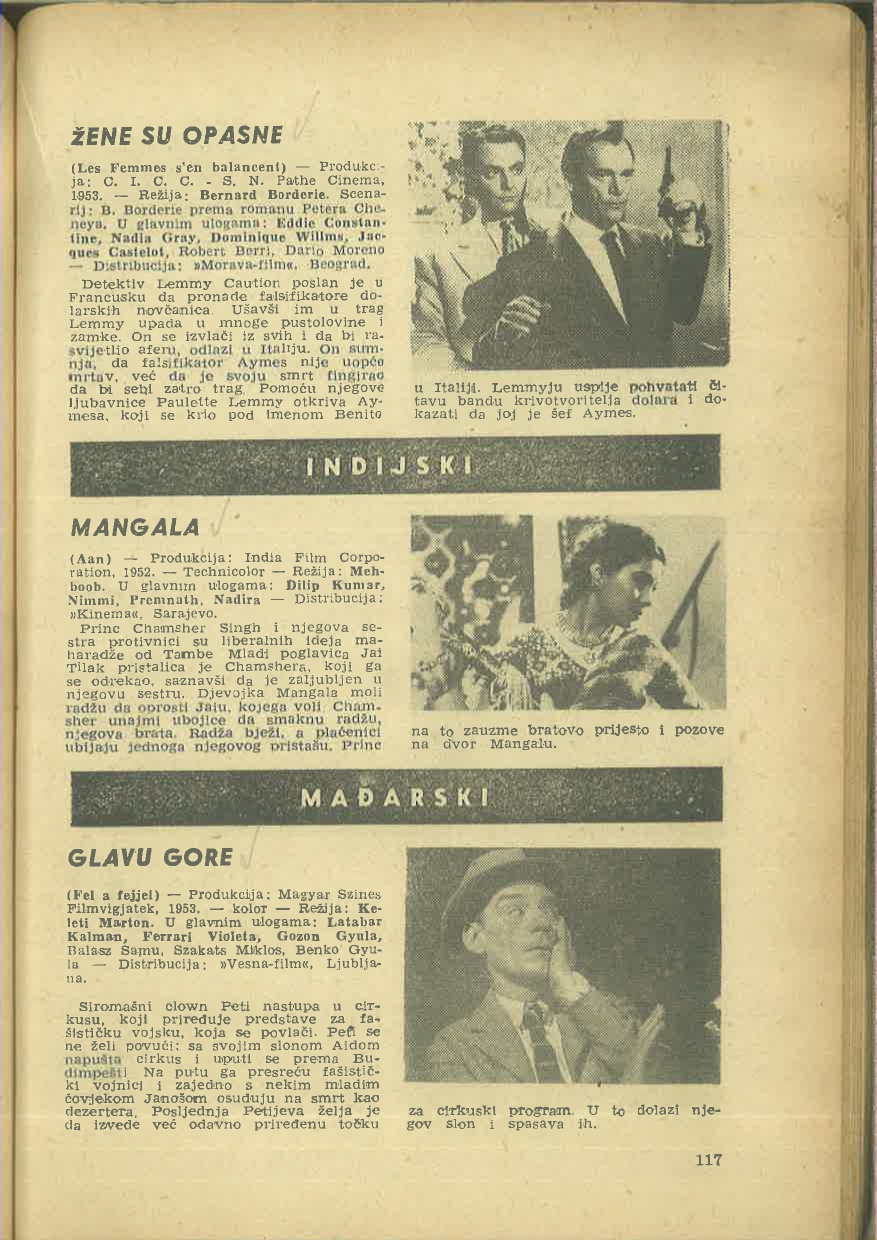 ŽENE SU OPASNE
(Les Femmes s'en balancent) — Produkci-
ja: C. I. C. C. - S. N. Pathe Cinema,
1953. — Režija: Bernard Borderie. Scena-
rij: B. Borderie prema romanu Petera Che-
neya. U glavnim ulogama: Eddie Constan-
tine, Nadia Gray, Dominique Willms, Jac-
ques Castelot, Robert Berri, Dario Moreno
— Distribucija: »Morava-film«, Beograd.
Detektiv Lemmy Caution poslan je u
Francusku da pronađe falsifikatore do-
larskih novčanica. Ušavši im u trag
Lemmy upada u mnoge pustolovine i
zamke. On se izvlači iz svih i da bi ra-
svijetlio aferu, odlazi u Italiju. On sum-
nja, da falsifikator Aymes nije uopće
mrtav, već da je svoju smrt fingirao
da bi sebi zatro trag. Pomoću njegove
ljubavnice Paulette Lemmy otkriva Ay-
mesa, koji se krio pod imenom Benito
u Italiji. Lemmyju uspije pohvatati či-
tavu bandu krivotvoritelja dolara i do-
kazati da joj je šef Aymes.
INDIJSKI
MANGALA
(Aan) — Produkcija: India Film Corpo-
ration, 1952. — Technicolor — Režija: Meh-
boob. U glavnim ulogama: Dilip Kumar,
Nimmi, Premnath, Nadira — Distribucija:
»Kinema«, Sarajevo.
Princ Chamsher Singh i njegova se-
stra protivnici su liberalnih ideja ma-
haradže od Tambe Mladi poglavica Jai
Tilak pristalica je Chamshera, koji ga
se odrekao, saznavši da je zaljubljen u
njegovu sestru. Djevojka Mangala moli
radžu da oprosti Jaiu, kojega voli. Cham-
sher unajmi ubojice da smaknu radžu,
njegova brata. Radža bježi, a plaćenici
ubijaju jednoga njegovog pristašu. Princ
na to zauzme bratovo prijesto i pozove
na dvor Mangalu.
MAĐARSKI
GLAVU GORE
(Fel a fejjel) — Produkcija: Magyar Szines
Filmvigjatek, 1953. — kolor — Režija: Ke-
leti Marton. U glavnim ulogama: Latabar
Kalman, Ferrari Violeta, Gozon Gyula,
Balasz Samu, Szakats Miklos, Benko Gyu-
la — Distribucija: »Vesna-film«, Ljublja-
na.
Siromašni clown Peti nastupa u cir-
kusu, koji priređuje predstave za fa-
šističku vojsku, koja se povlači. Peti se
ne želi povući: sa svojim slonom Aidom
napušta cirkus i uputi se prema Bu-
dimpešti Na putu ga presreću fašistič-
ki vojnici i zajedno s nekim mladim
čovjekom Janošom osuđuju na smrt kao
dezertera. Posljednja Petijeva želja je
da izvede već odavno priređenu točku
za cirkuski program. U to dolazi nje-
gov slon i spasava ih.
117